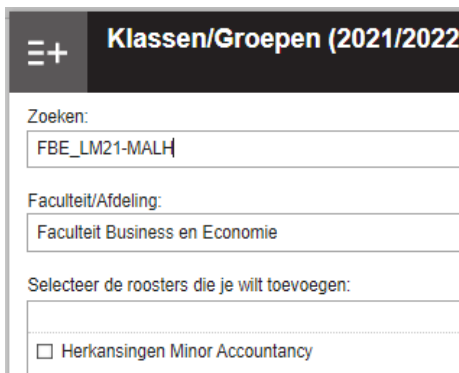 Klassen/Groepen (2021/2022
Zoeken:
FBE_LM21-MALH
Faculteit/Afdeling:
Faculteit Business en Economie
Selecteer de roosters die je wilt toevoegen:
Herkansingen Minor Accountancy